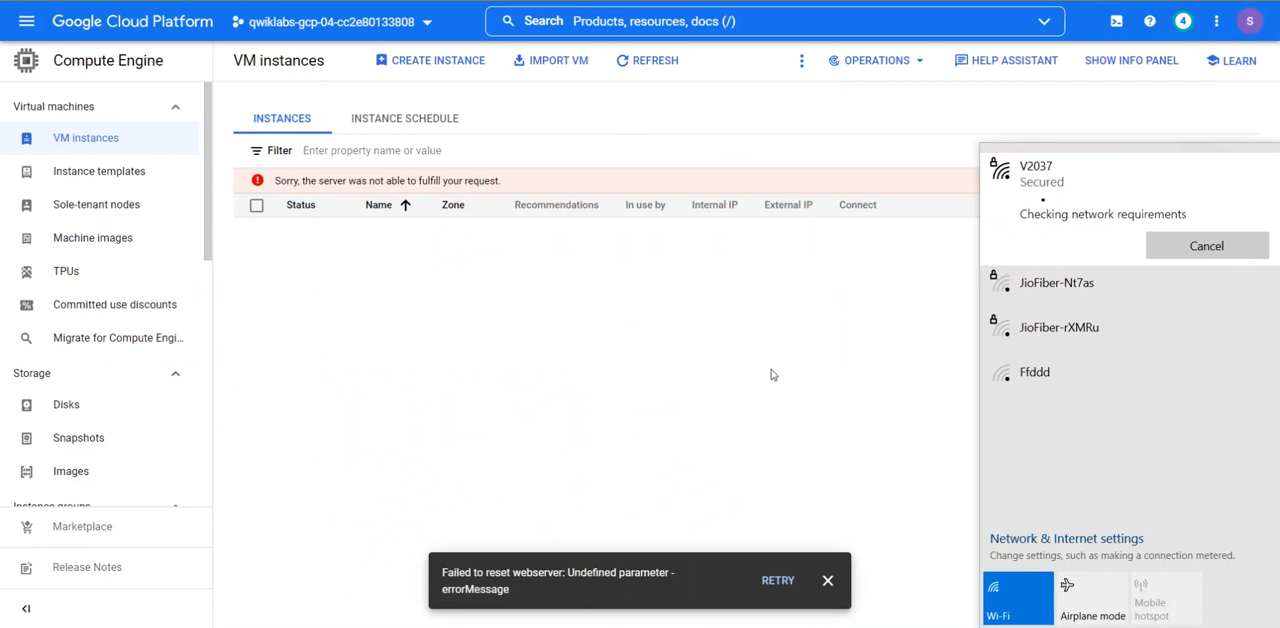 Google Cloud Platform
qwiklabs-gcp-04-cc2e80133808
Search Products, resources, docs (/)
4
S
Compute Engine
VM instances
CREATE INSTANCE
IMPORT VM
REFRESH
OPERATIONS
HELP ASSISTANT
SHOW INFO PANEL
LEARN
Virtual machines
VM instances
Instance templates
Sole-tenant nodes
Machine images
TPUs
Committed use discounts
Migrate for Compute Engi...
Storage
Disks
Snapshots
Images
Instance groups
Marketplace
Release Notes
INSTANCES
INSTANCE SCHEDULE
Filter Enter property name or value
Sorry, the server was not able to fulfill your request.
Status Name Zone Recommendations In use by Internal IP External IP Connect
Failed to reset webserver: Undefined parameter -
errorMessage
RETRY
V2037
Secured
Checking network requirements
Cancel
JioFiber-Nt7as
JioFiber-rXMRu
Ffddd
Network & Internet settings
Change settings, such as making a connection metered.
Wi-Fi
Airplane mode
Mobile
hotspot